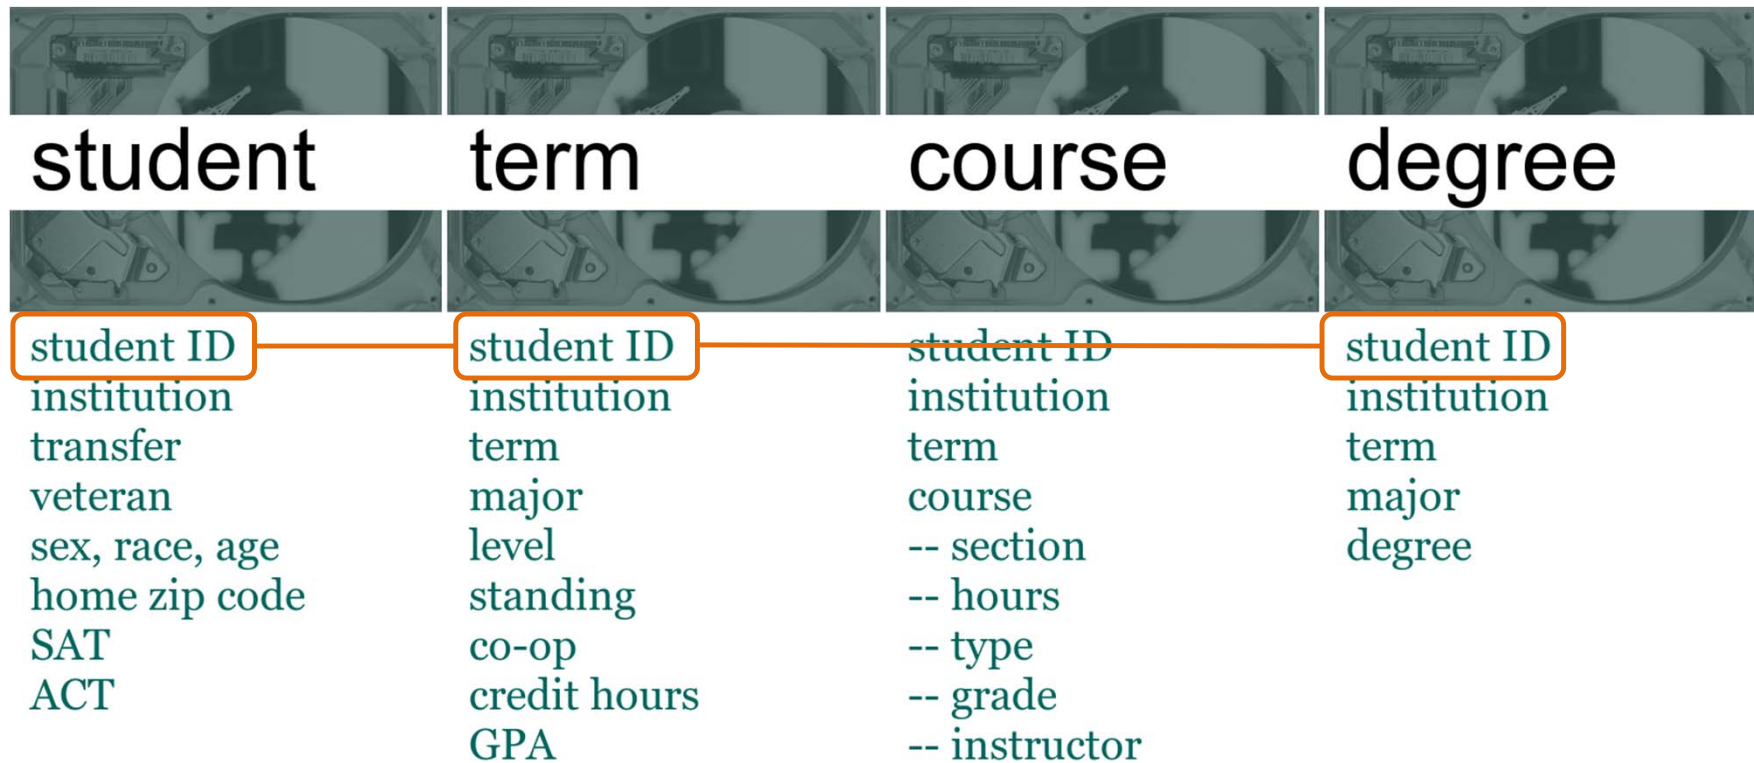 student
term
course
degree
student ID
institution
transfer
veteran
sex, race, age
home zip code
SAT
ACT
student ID
institution
term
major
level
standing
co-op
credit hours
GPA
student ID
institution
term
course
-- section
-- hours
-- type
-- grade
-- instructor
student ID
institution
term
major
degree